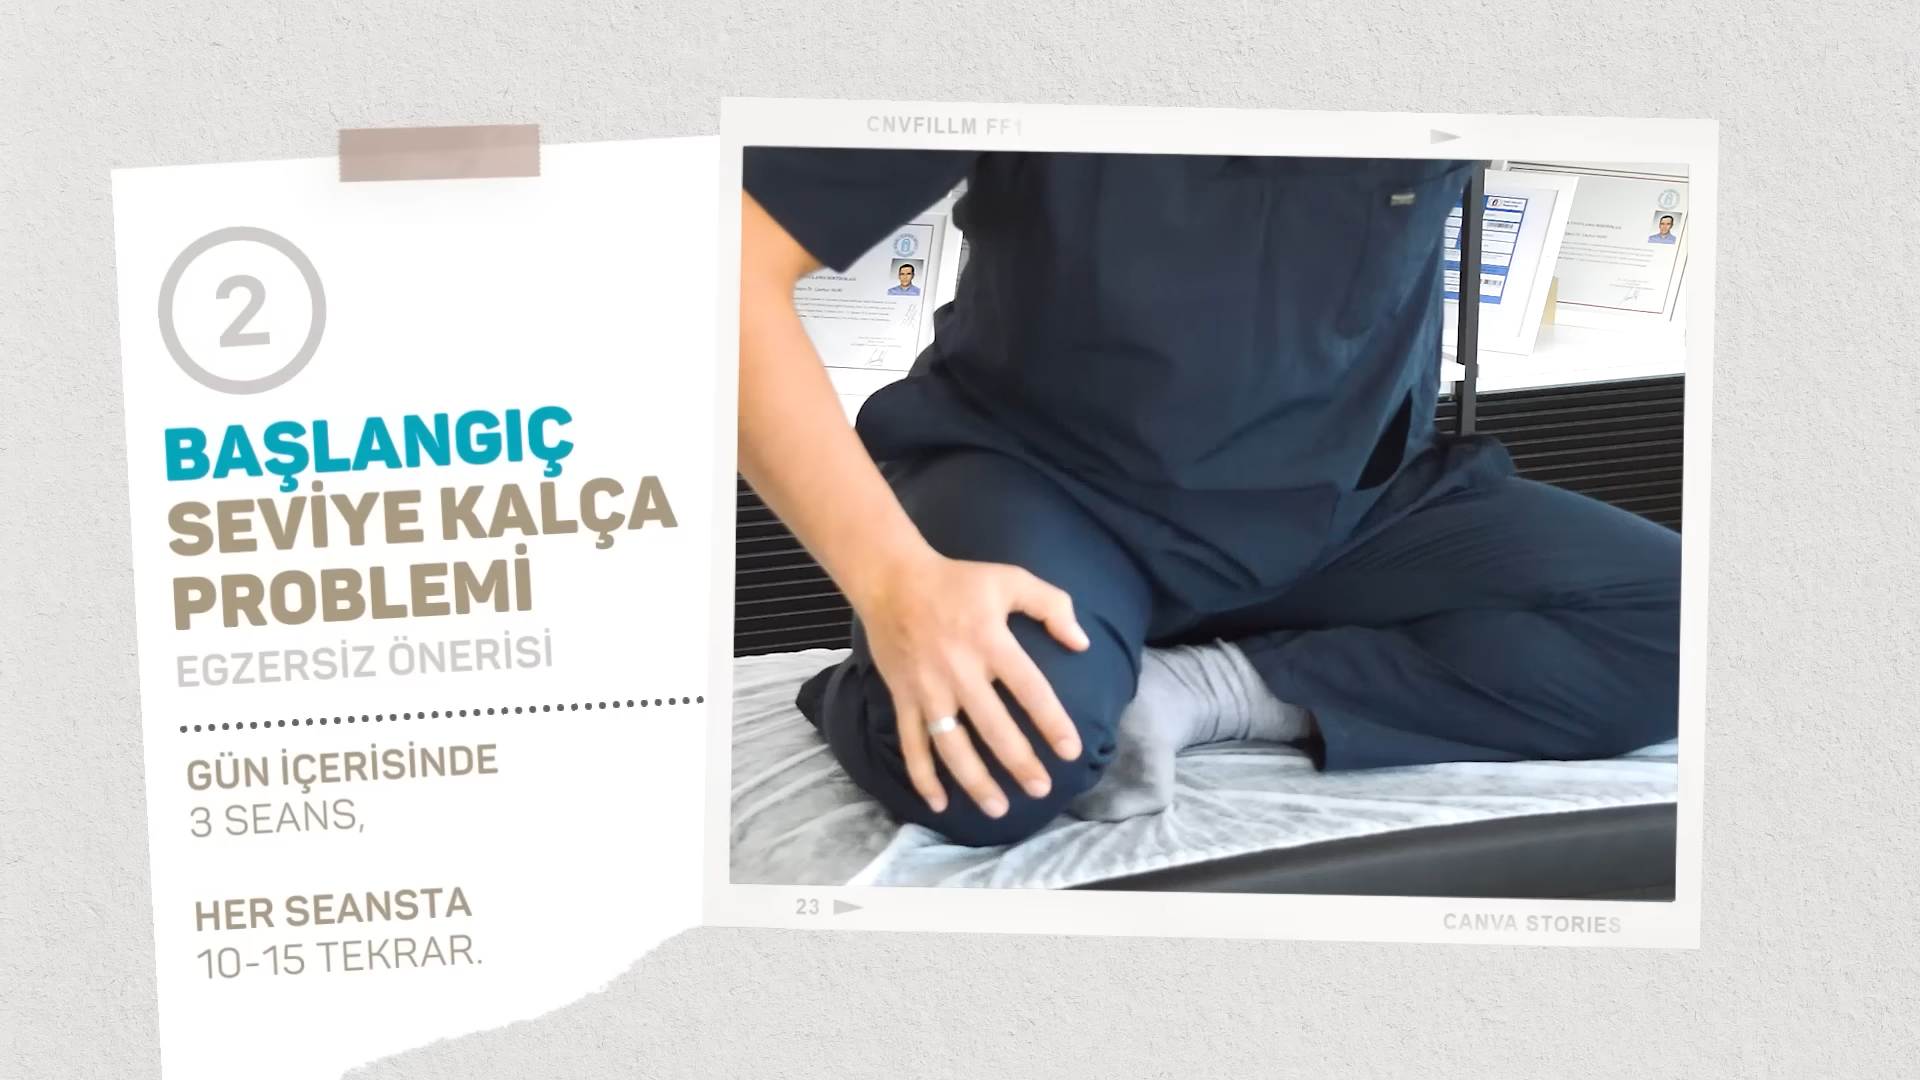 CNVFILLM FF1
2
BAŞLANGIÇ
SEVİYE KALÇA
PROBLEMİ
EGZERSİZ ÖNERİSİ
GÜN İÇERİSİNDE
3 SEANS,
HER SEANSTA
10-15 TEKRAR.
23
CANVA STORIES